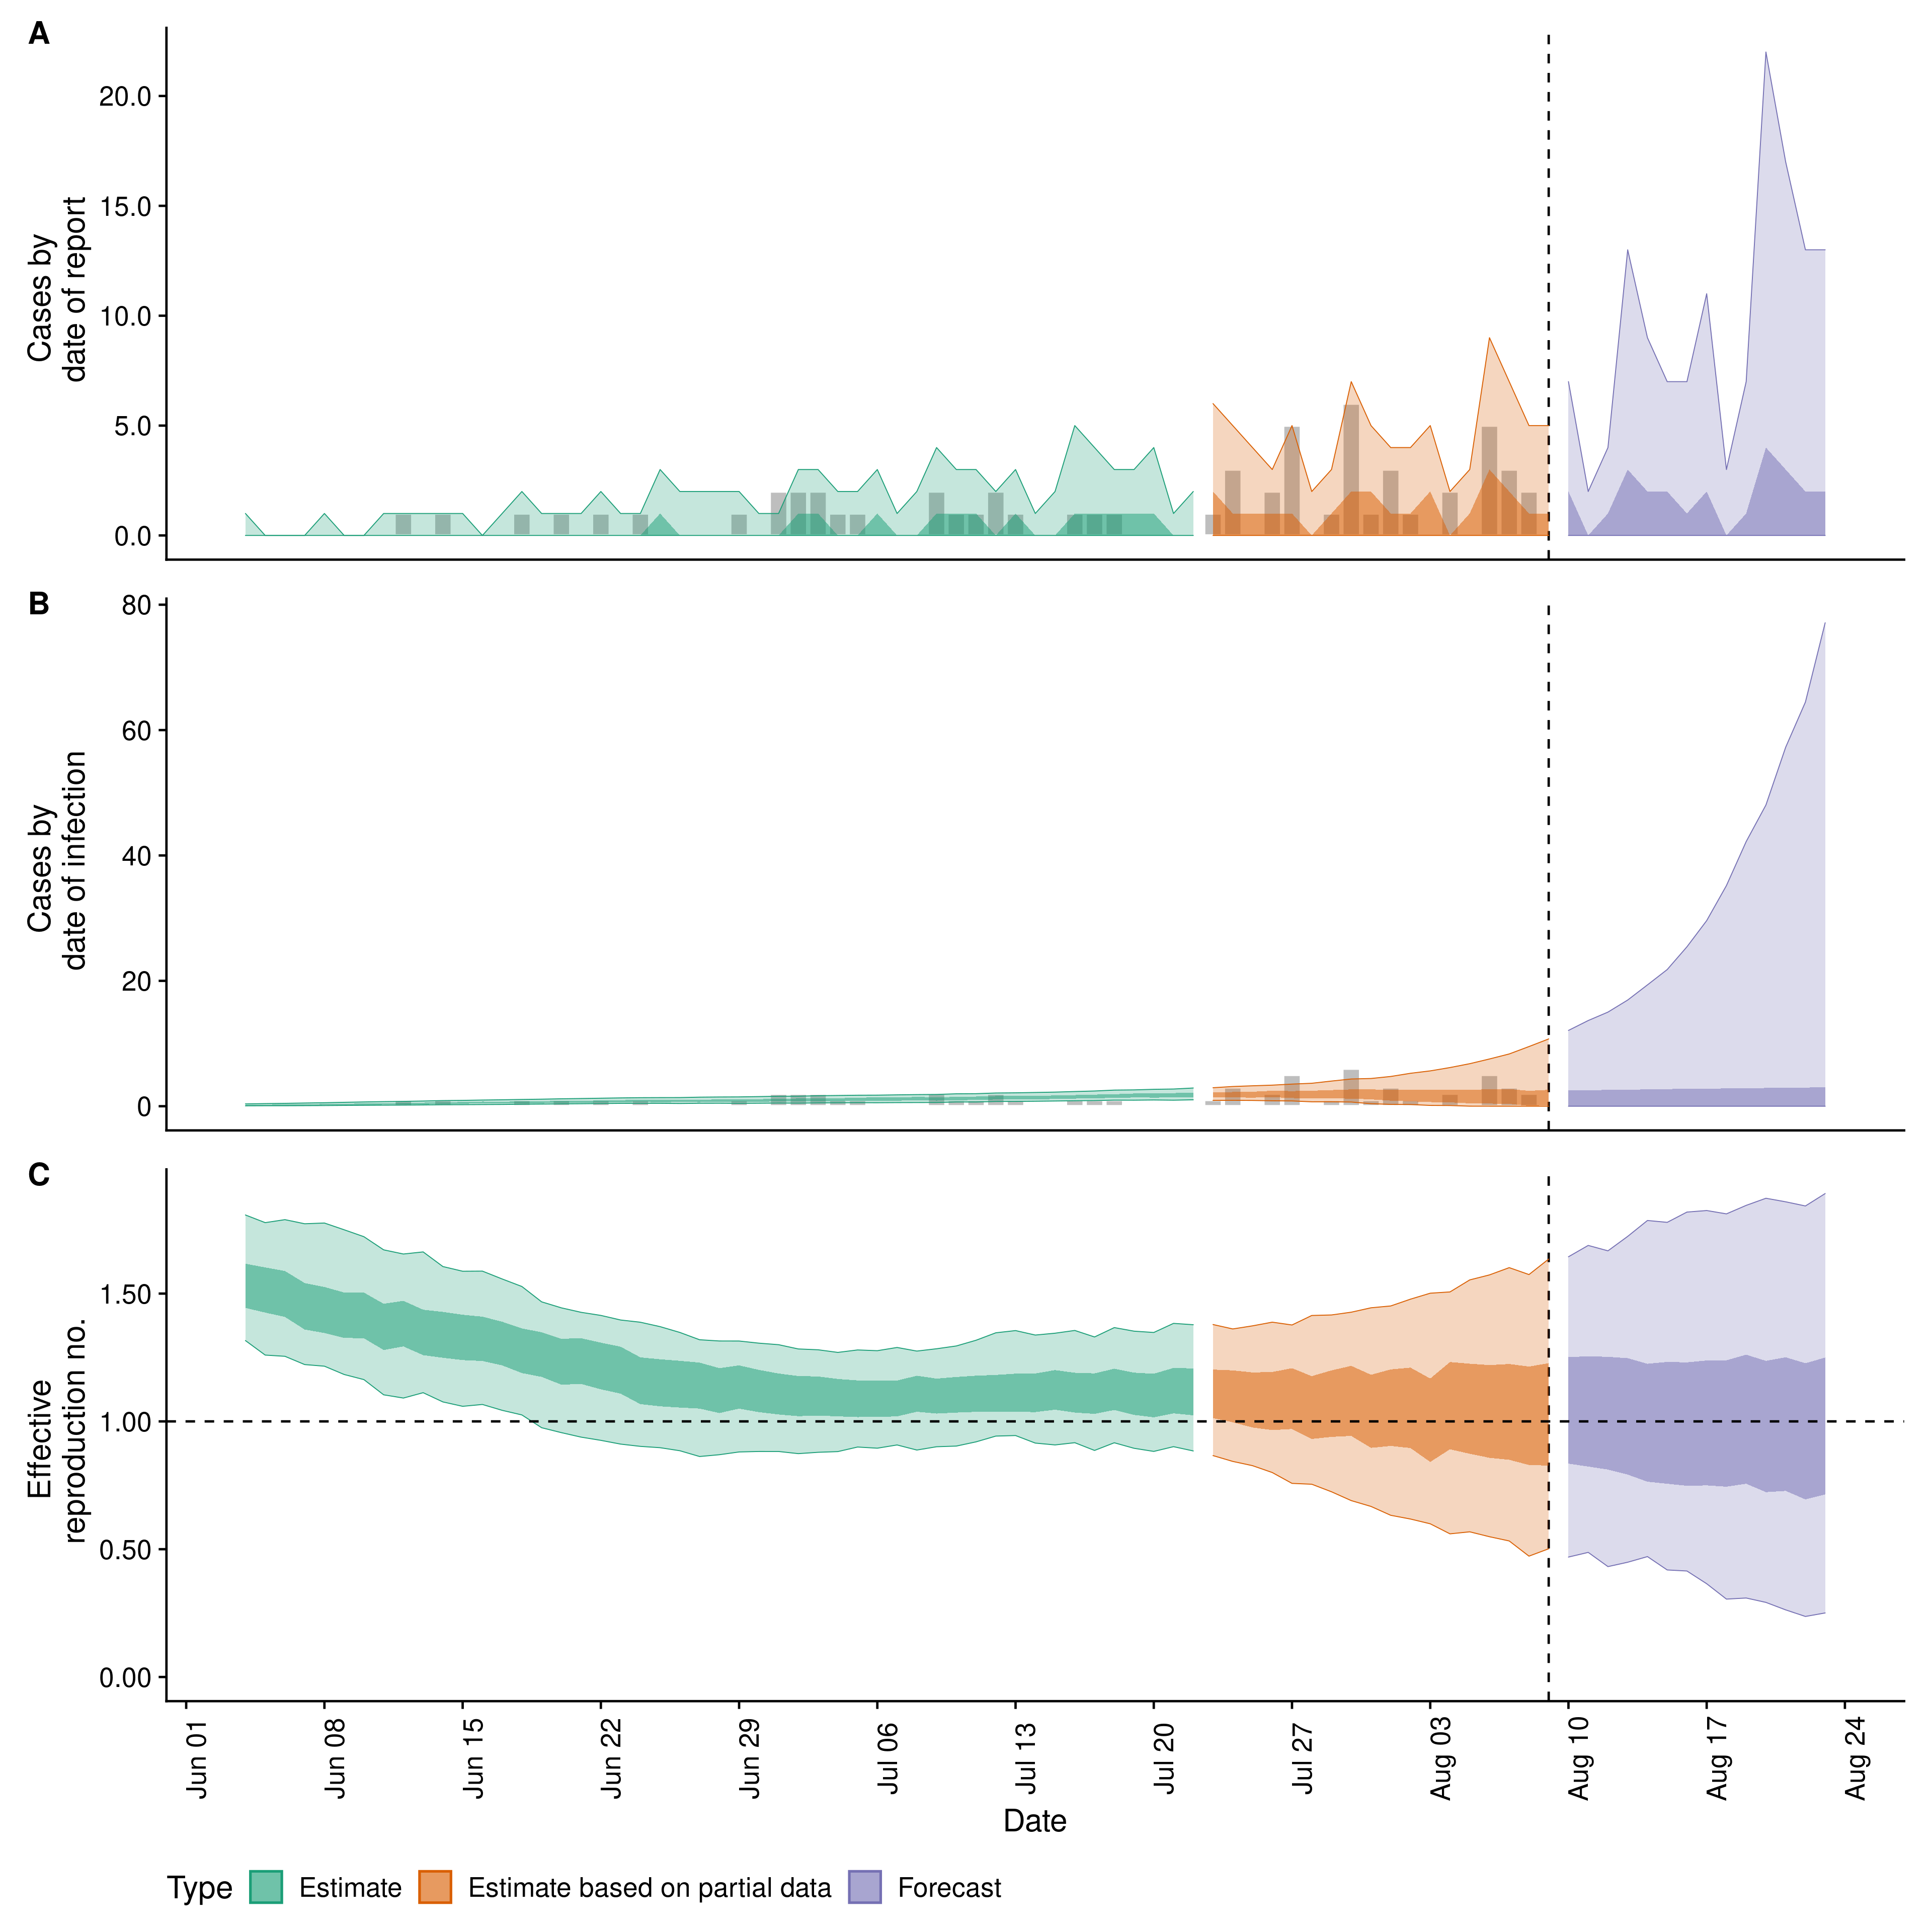 A
Cases by
date of report
20.0
15.0
10.0
5.0
0.0
B
Cases by
date of infection
80
60
40
20
0
C
Effective
reproduction no.
1.50
1.00
0.50
0.00
Jun 01
Jun 08
Jun 15
Jun 22
Jun 29
Jul 06
Jul 13
Jul 20
Jul 27
Aug 03
Aug 10
Aug 17
Aug 24
Date
Type Estimate Estimate based on partial data Forecast